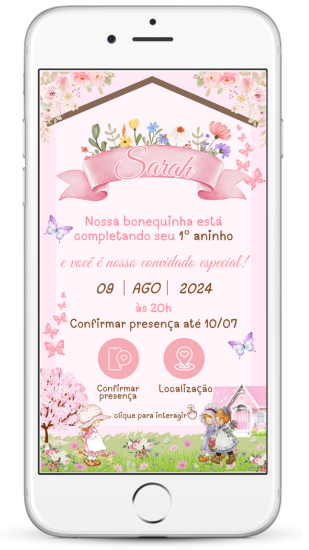 Sarah
Nossa bonequinha está
completando seu 1º aninho
e você é nosso convidado especial!
09 | AGO | 2024
às 20h
Confirmar presença até 10/07
Confirmar
presença
Localização
clique para interagir